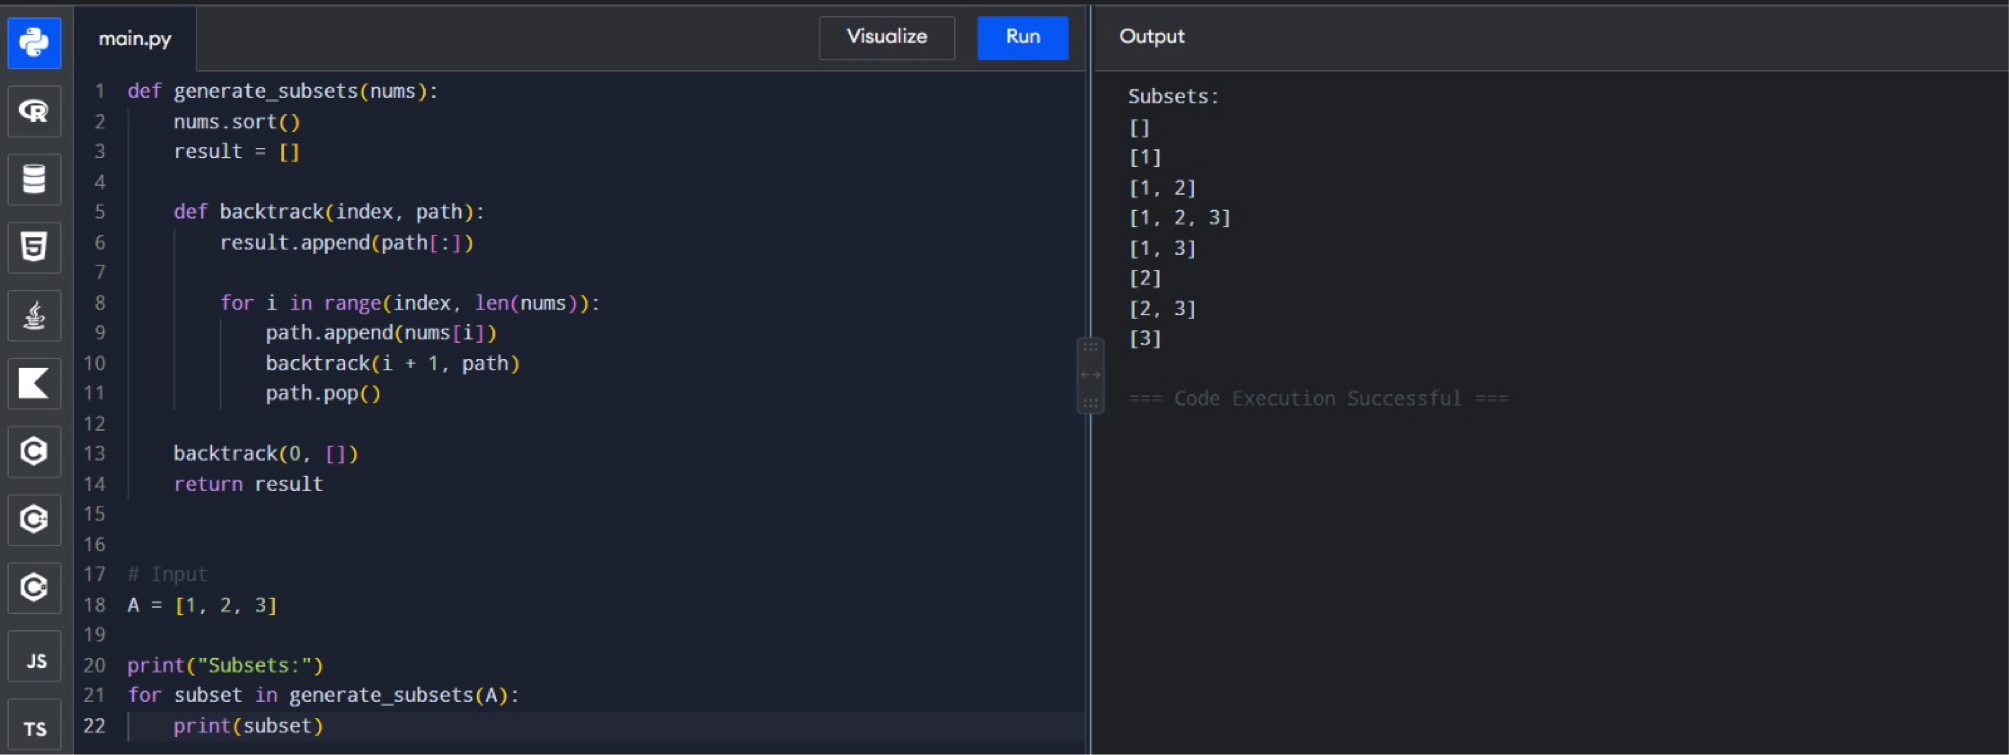 main.py
Visualize
Run
Output
1 def generate_subsets(nums):
2     nums.sort()
3     result = []
4
5     def backtrack(index, path):
6         result.append(path[:])
7
8         for i in range(index, len(nums)):
9             path.append(nums[i])
10             backtrack(i + 1, path)
11             path.pop()
12
13     backtrack(0, [])
14     return result
15
16
17 # Input
18 A = [1, 2, 3]
19
20 print("Subsets:")
21 for subset in generate_subsets(A):
22     print(subset)
Subsets:
[]
[1]
[1, 2]
[1, 2, 3]
[1, 3]
[2]
[2, 3]
[3]
=== Code Execution Successful ===
R
5
C
C
C
JS
TS